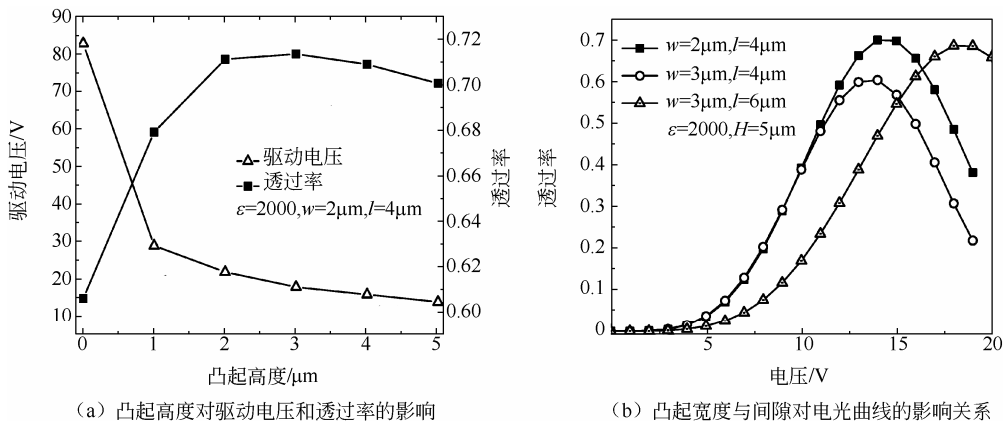 90
80
70
60
50
40
30
20
10
驱动电压/V
0.72
0.70
0.68
0.66
0.64
0.62
0.60
透过率
驱动电压
透过率
ε=2000,w=2μm,l=4μm
0 1 2 3 4 5
凸起高度/μm
(a) 凸起高度对驱动电压和透过率的影响
0.7
0.6
0.5
0.4
0.3
0.2
0.1
0
透过率
w=2μm,l=4μm
w=3μm,l=4μm
w=3μm,l=6μm
ε=2000,H=5μm
5 10 15 20
电压/V
(b) 凸起宽度与间隙对电光曲线的影响关系